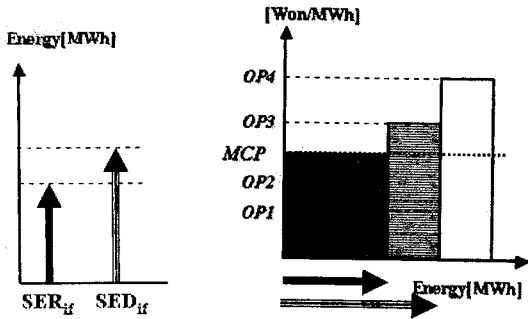 [Won/MWh]
Energy[MWh]
OP4
OP3
MCP
OP2
OP1
SER_if SED_if
Energy[MWh]